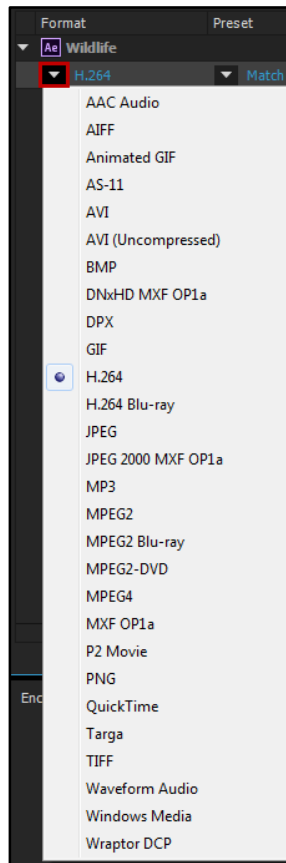 Format Preset
Ae Wildlife
H.264 Match
AAC Audio
AIFF
Animated GIF
AS-11
AVI
AVI (Uncompressed)
BMP
DNxHD MXF OP1a
DPX
GIF
H.264
H.264 Blu-ray
JPEG
JPEG 2000 MXF OP1a
MP3
MPEG2
MPEG2 Blu-ray
MPEG2-DVD
MPEG4
MXF OP1a
P2 Movie
PNG
Enc
QuickTime
Targa
TIFF
Waveform Audio
Windows Media
Wraptor DCP